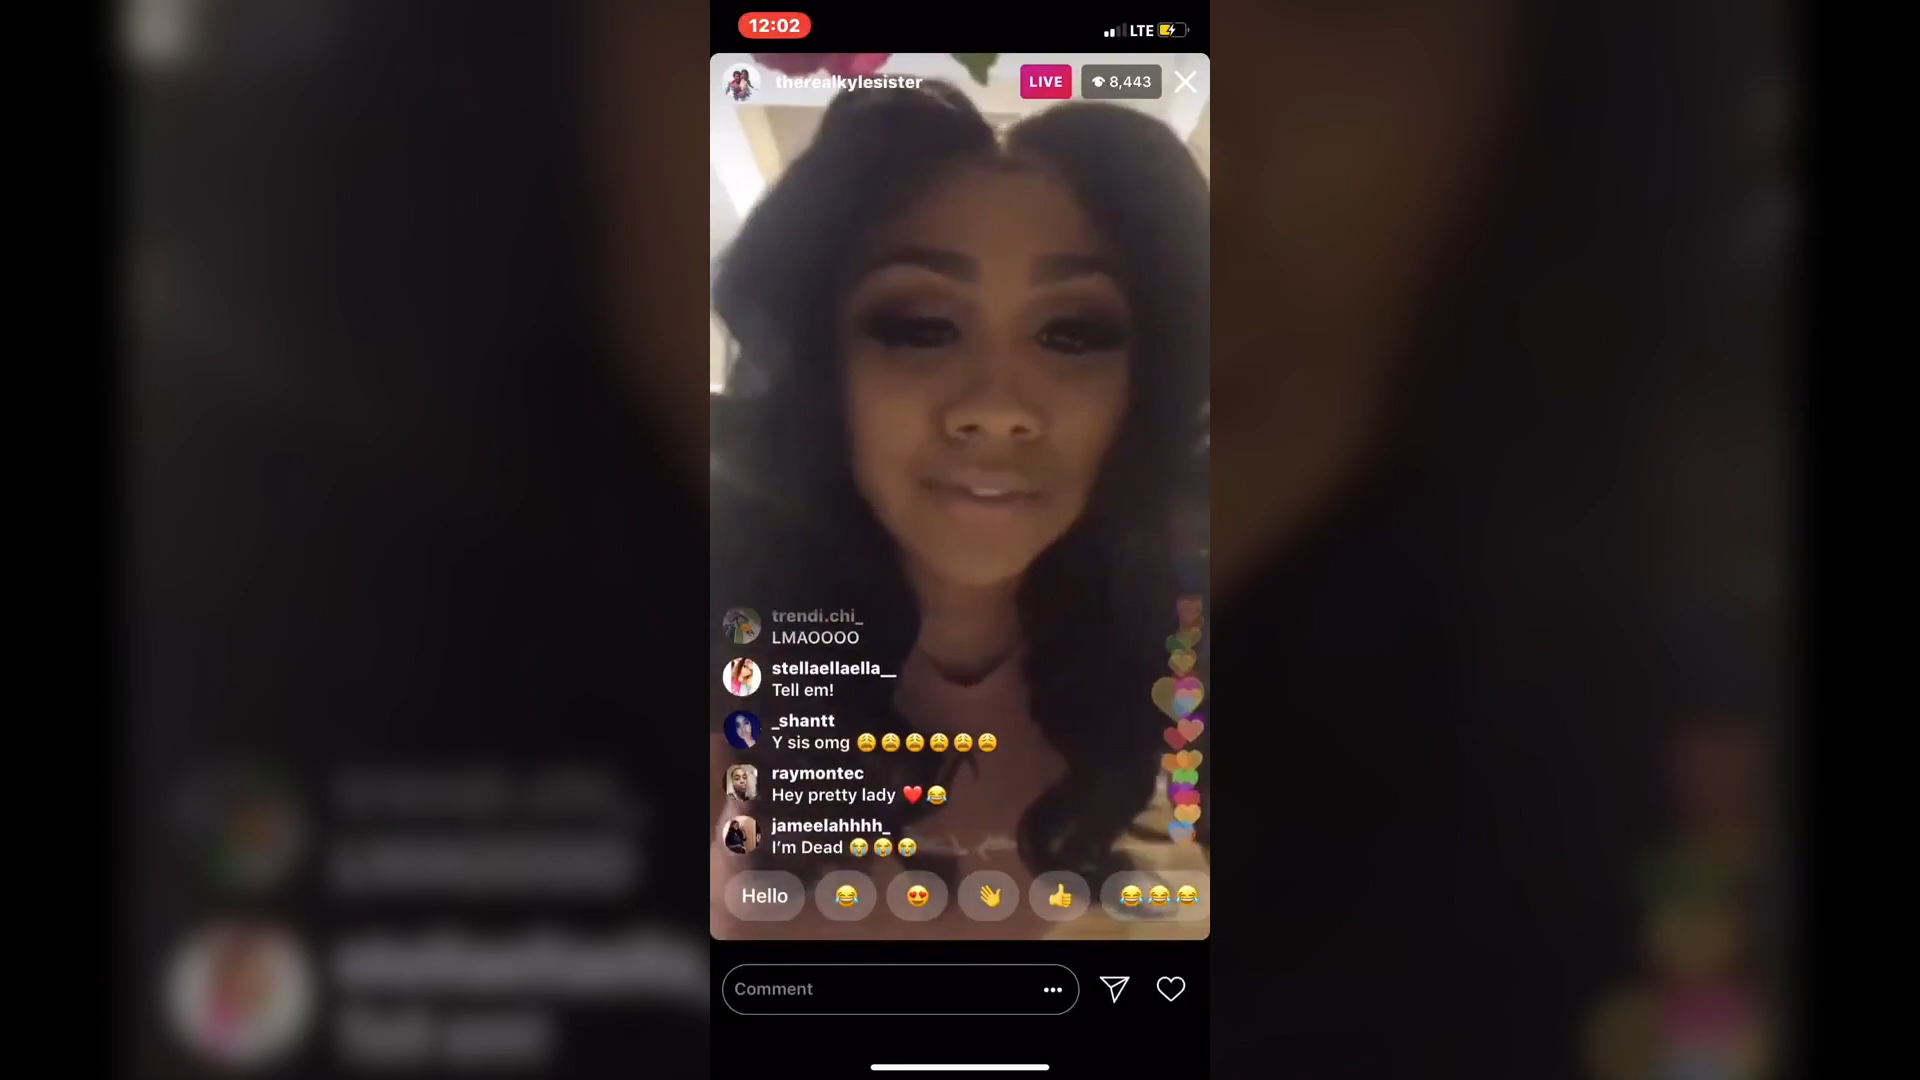 12:02
LTE
therealkylesister
LIVE
8,443
trendi.chi_
LMAOOOO
stellaellaella__
Tell em!
_shantt
Y sis omg 😩😩😩😩😩😩
raymontec
Hey pretty lady ❤️😂
jameelahhhh_
I'm Dead 😭😭😭
Hello 😂 😍 👋 👍 😂😂😂
Comment